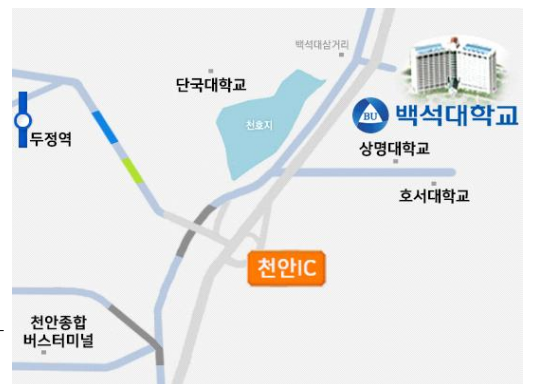 백석대삼거리
단국대학교
천호지
BU 백석대학교
두정역
상명대학교
호서대학교
천안IC
천안종합
버스터미널